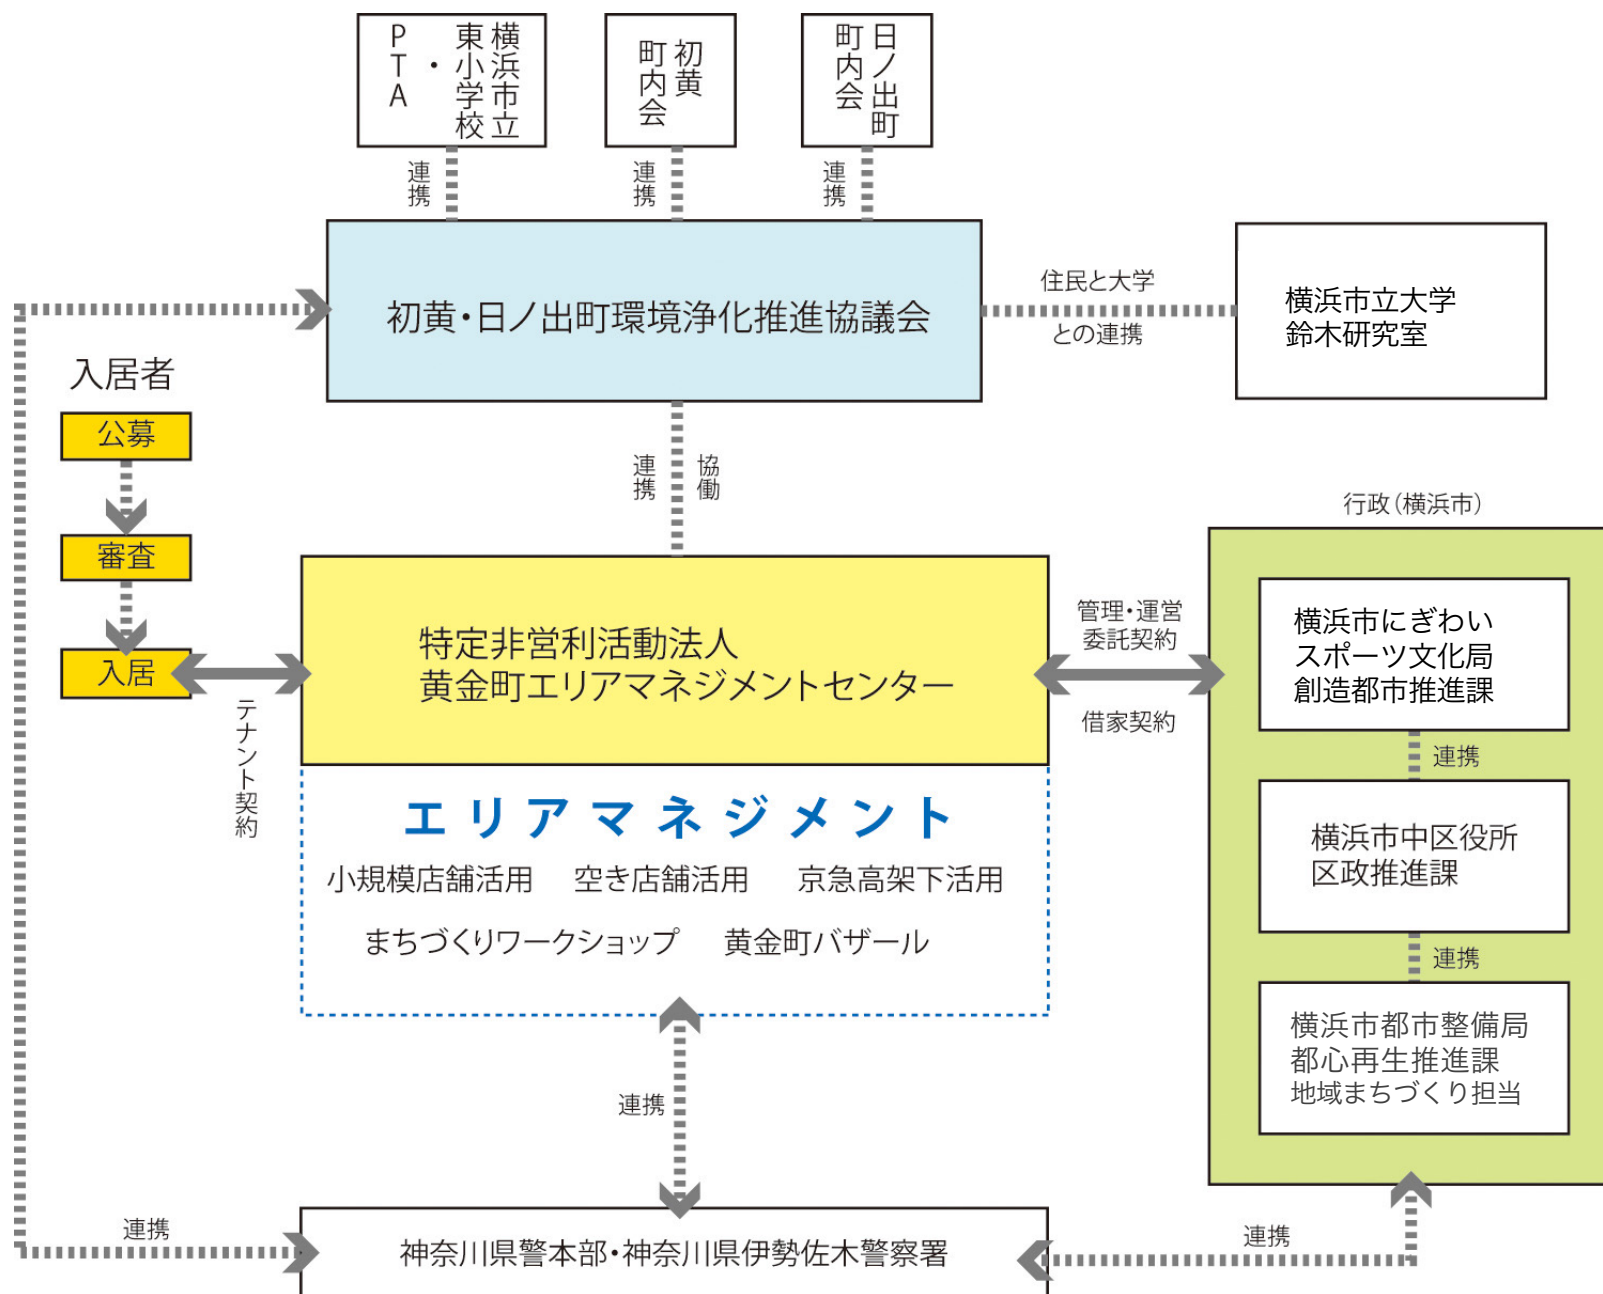 横浜市立
東小学校
・
PTA
初黄
町内会
日ノ出町
町内会
連携
連携
連携
初黄・日ノ出町環境浄化推進協議会
住民と大学
との連携
横浜市立大学
鈴木研究室
入居者
公募
審査
入居
連携
協働
テナント契約
特定非営利活動法人
黄金町エリアマネジメントセンター
管理・運営
委託契約
借家契約
行政（横浜市）
横浜市にぎわい
スポーツ文化局
創造都市推進課
連携
横浜市中区役所
区政推進課
連携
横浜市都市整備局
都心再生推進課
地域まちづくり担当
エリアマネジメント
小規模店舗活用 空き店舗活用 京急高架下活用
まちづくりワークショップ 黄金町バザール
連携
連携
神奈川県警本部・神奈川県伊勢佐木警察署
連携